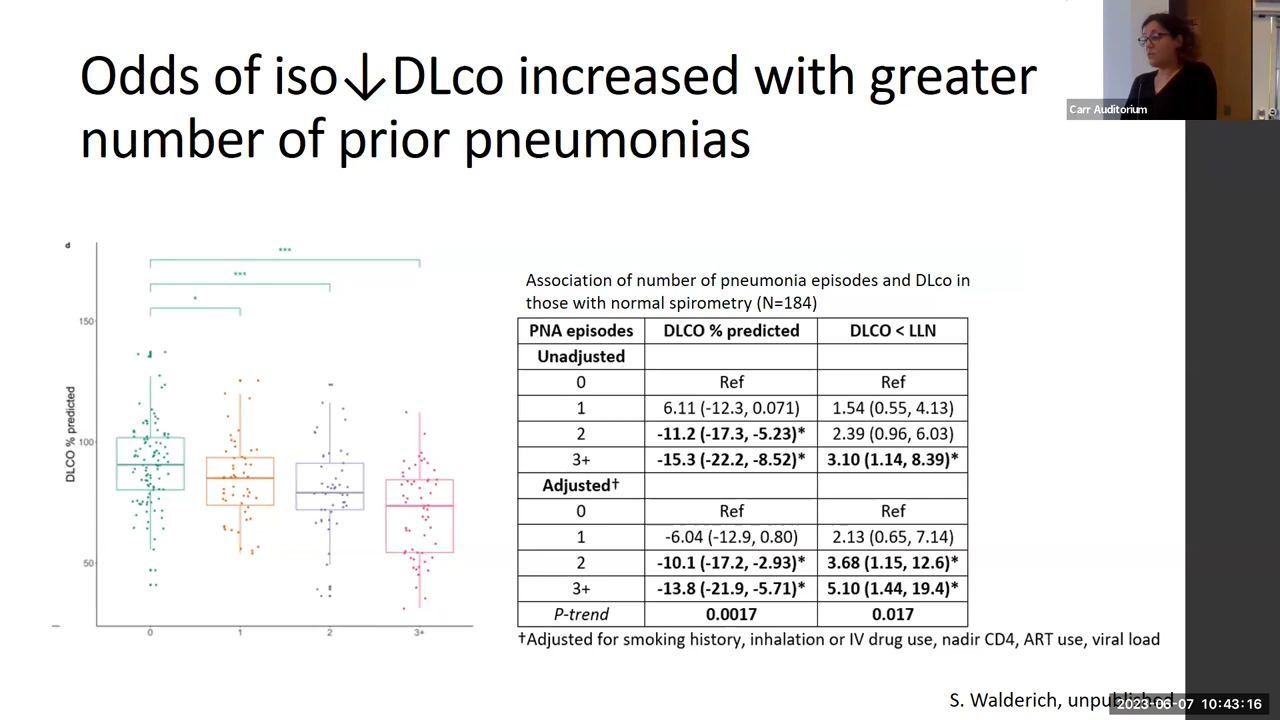 Odds of iso↓DLco increased with greater
number of prior pneumonias
Carr Auditorium
d
***
***
*
150
100
50
DLCO % predicted
0 1 2 3+
Association of number of pneumonia episodes and DLco in
those with normal spirometry (N=184)
PNA episodes DLCO % predicted DLCO < LLN
Unadjusted
0 Ref Ref
1 6.11 (-12.3, 0.071) 1.54 (0.55, 4.13)
2 -11.2 (-17.3, -5.23)* 2.39 (0.96, 6.03)
3+ -15.3 (-22.2, -8.52)* 3.10 (1.14, 8.39)*
Adjusted†
0 Ref Ref
1 -6.04 (-12.9, 0.80) 2.13 (0.65, 7.14)
2 -10.1 (-17.2, -2.93)* 3.68 (1.15, 12.6)*
3+ -13.8 (-21.9, -5.71)* 5.10 (1.44, 19.4)*
P-trend 0.0017 0.017
†Adjusted for smoking history, inhalation or IV drug use, nadir CD4, ART use, viral load
S. Walderich, unpublished
2023-06-07 10:43:16